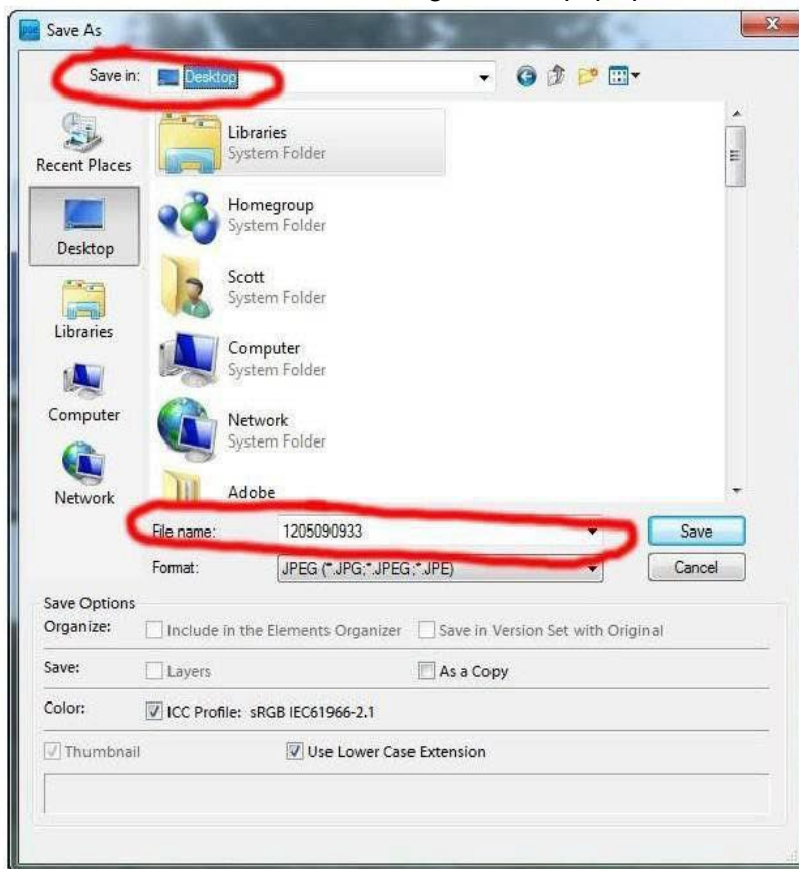 Save As
Save in: Desktop
Recent Places
Desktop
Libraries
Computer
Network
Libraries
System Folder
Homegroup
System Folder
Scott
System Folder
Computer
System Folder
Network
System Folder
Adobe
File name: 1205090933
Save
Format: JPEG (*.JPG;*.JPEG;*.JPE)
Cancel
Save Options
Organize: Include in the Elements Organizer Save in Version Set with Original
Save: Layers As a Copy
Color: ICC Profile: sRGB IEC61966-2.1
Thumbnail Use Lower Case Extension